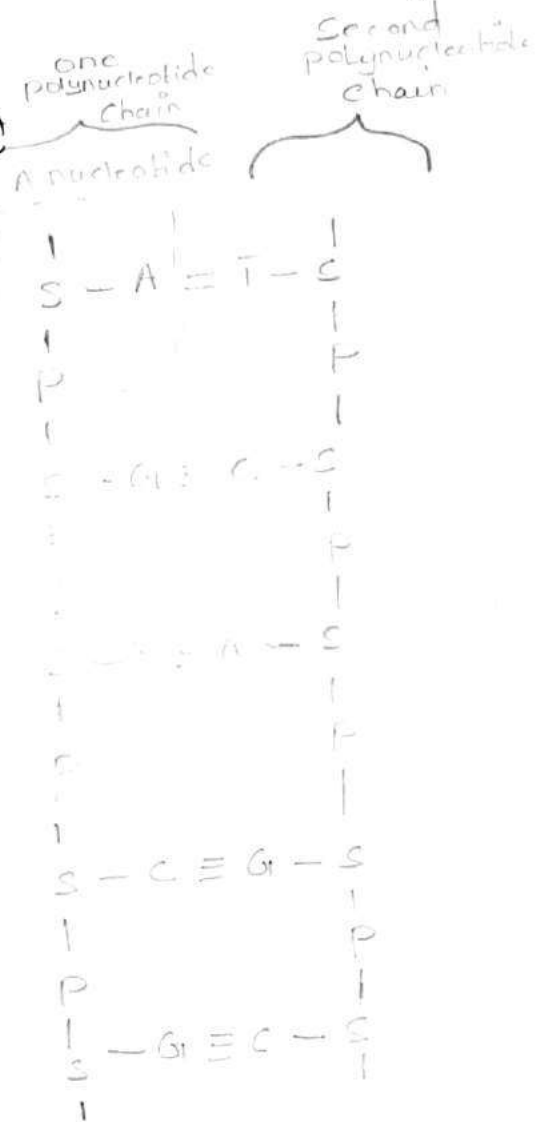 one
polynucleotide
chain
Second
polynucleotide
chain
A nucleotide
S - A = T - S
P P
S - G ≡ C - S
P
A - S
P P
S - C ≡ G - S
P P
S - G ≡ C - S